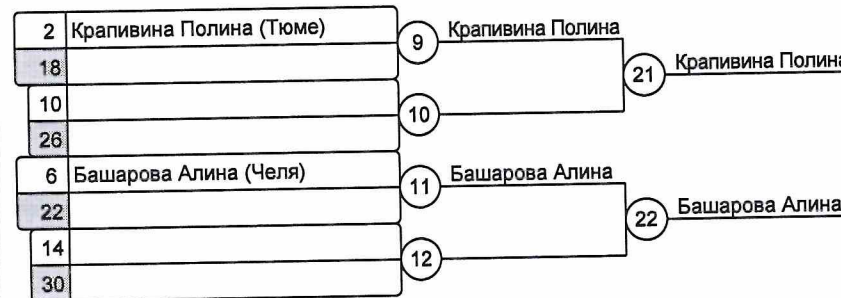 2 Крапивина Полина (Тюме)
9 Крапивина Полина
18
21 Крапивина Полина
10
10
26
6 Башарова Алина (Челя)
11 Башарова Алина
22
22 Башарова Алина
14
12
30